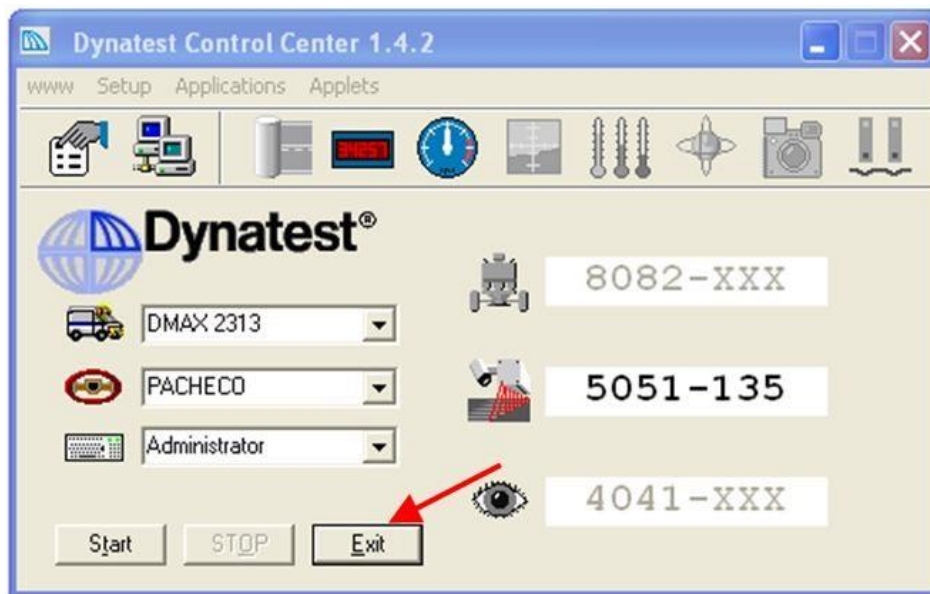 Dynatest Control Center 1.4.2
www Setup Applications Applets
34257
Dynatest®
8082-XXX
DMAX 2313
PACHECO
5051-135
Administrator
4041-XXX
Start STOP Exit